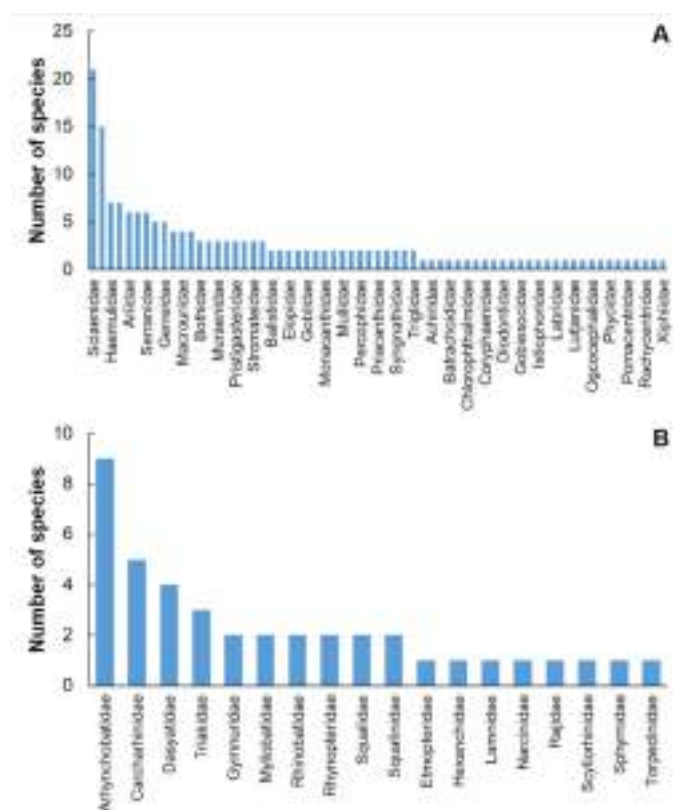 A
Number of species
25
20
15
10
5
0
Sciaenidae
Haemulidae
Ariidae
Serranidae
Gerreidae
Macrouridae
Bothidae
Muraenidae
Pristigasteridae
Stromateidae
Balistidae
Elopidae
Gobiidae
Monacanthidae
Mullidae
Percophidae
Priacanthidae
Syngnathidae
Triglidae
Achiridae
Batrachoididae
Chlorophthalmidae
Coryphaenidae
Diodontidae
Gobiesocidae
Istiophoridae
Labridae
Lutjanidae
Ogcocephalidae
Phycidae
Pomacentridae
Rachycentridae
Xiphiidae
B
Number of species
10
8
6
4
2
0
Arhynchobatidae
Carcharhinidae
Dasyatidae
Triakidae
Gymnuridae
Myliobatidae
Rhinobatidae
Rhynopteridae
Squalidae
Squatinidae
Etmopteridae
Hexanchidae
Lamnidae
Narcinidae
Rajidae
Scyliorhinidae
Sphyrnidae
Torpedinidae